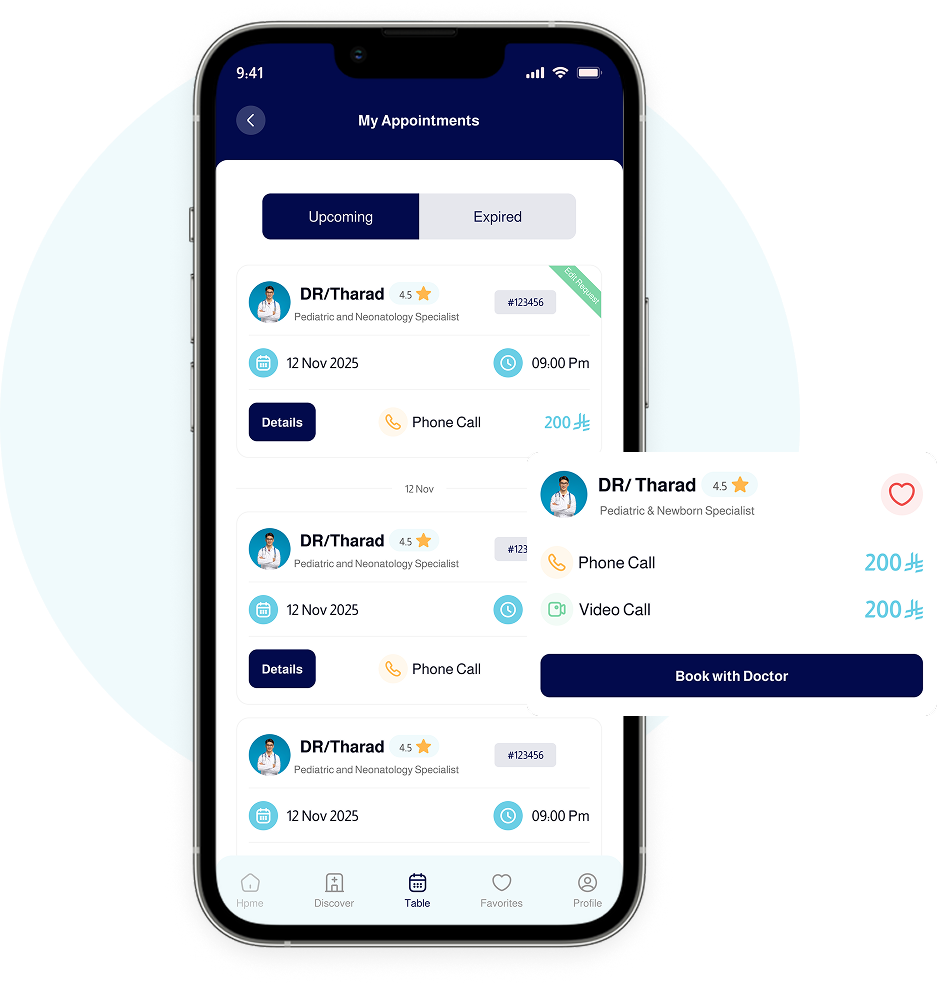 9:41
My Appointments
Upcoming
Expired
DR/Tharad 4.5
#123456
Edit Request
Pediatric and Neonatology Specialist
12 Nov 2025
09:00 Pm
Details
Phone Call
200
12 Nov
DR/Tharad 4.5
#123
Pediatric and Neonatology Specialist
12 Nov 2025
Details
Phone Call
DR/ Tharad 4.5
Pediatric & Newborn Specialist
Phone Call
200
Video Call
200
Book with Doctor
DR/Tharad 4.5
#123456
Pediatric and Neonatology Specialist
12 Nov 2025
09:00 Pm
Hpme
Discover
Table
Favorites
Profile